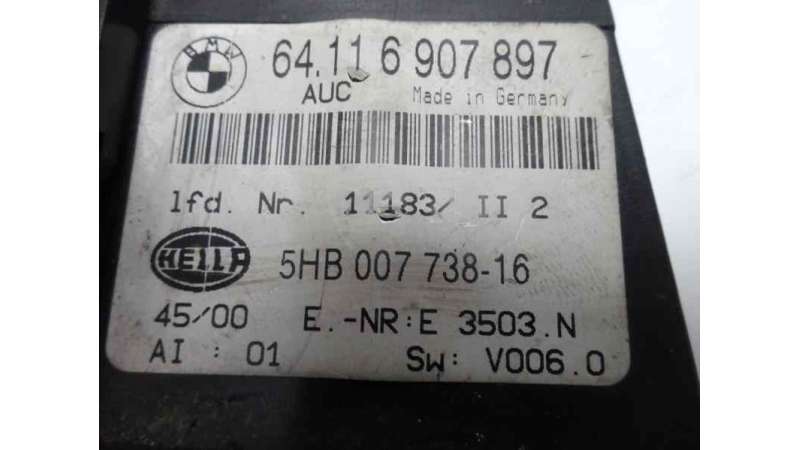 BMW
64.11 6 907 897
AUC Made in Germany
lfd. Nr. 11183/ II 2
HELLA
5HB 007 738-16
45/00 E.-NR:E 3503.N
AI : 01 SW: V006.0